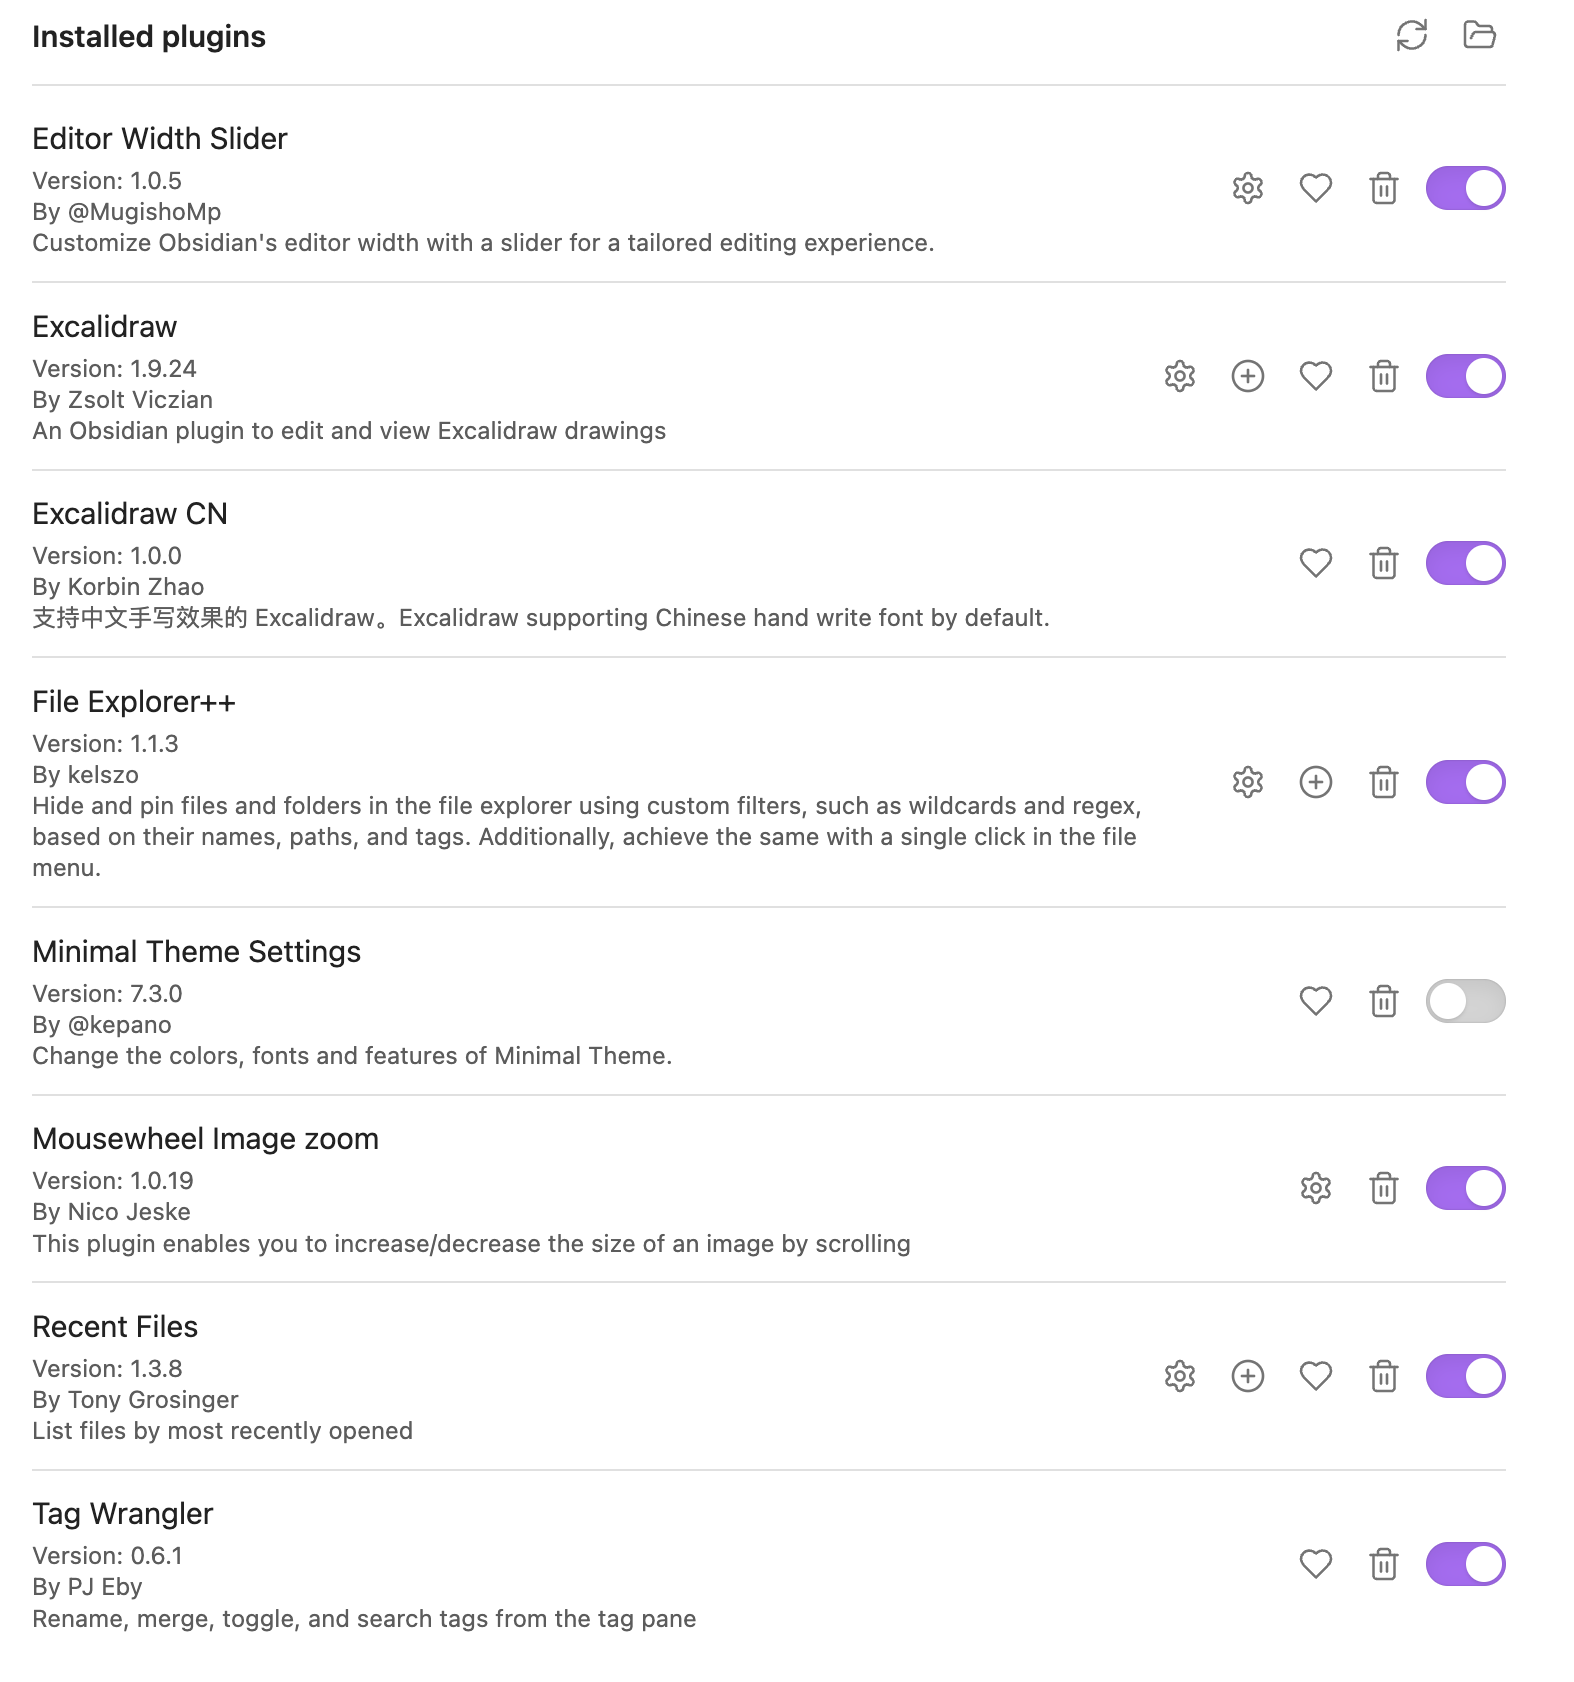 Installed plugins
Editor Width Slider
Version: 1.0.5
By @MugishoMp
Customize Obsidian's editor width with a slider for a tailored editing experience.
Excalidraw
Version: 1.9.24
By Zsolt Viczian
An Obsidian plugin to edit and view Excalidraw drawings
Excalidraw CN
Version: 1.0.0
By Korbin Zhao
支持中文手写效果的 Excalidraw。Excalidraw supporting Chinese hand write font by default.
File Explorer++
Version: 1.1.3
By kelszo
Hide and pin files and folders in the file explorer using custom filters, such as wildcards and regex,
based on their names, paths, and tags. Additionally, achieve the same with a single click in the file
menu.
Minimal Theme Settings
Version: 7.3.0
By @kepano
Change the colors, fonts and features of Minimal Theme.
Mousewheel Image zoom
Version: 1.0.19
By Nico Jeske
This plugin enables you to increase/decrease the size of an image by scrolling
Recent Files
Version: 1.3.8
By Tony Grosinger
List files by most recently opened
Tag Wrangler
Version: 0.6.1
By PJ Eby
Rename, merge, toggle, and search tags from the tag pane